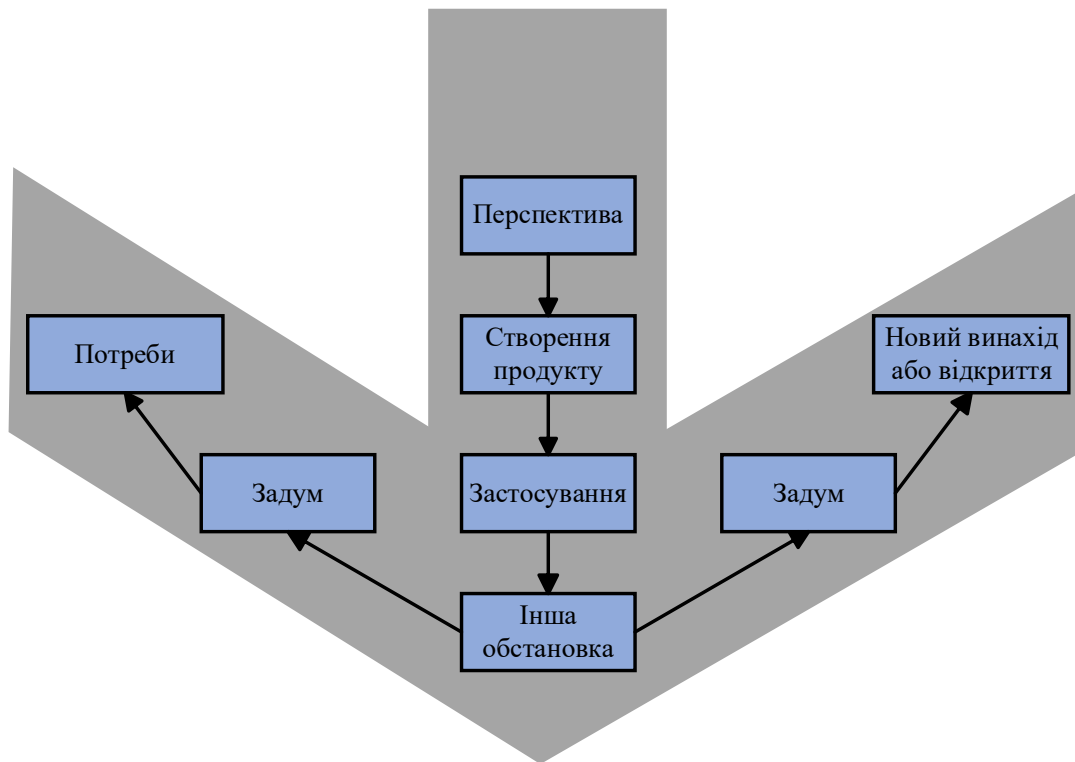 Перспектива
Потреби
Створення
продукту
Новий винахід
або відкриття
Задум
Застосування
Задум
Інша
обстановка